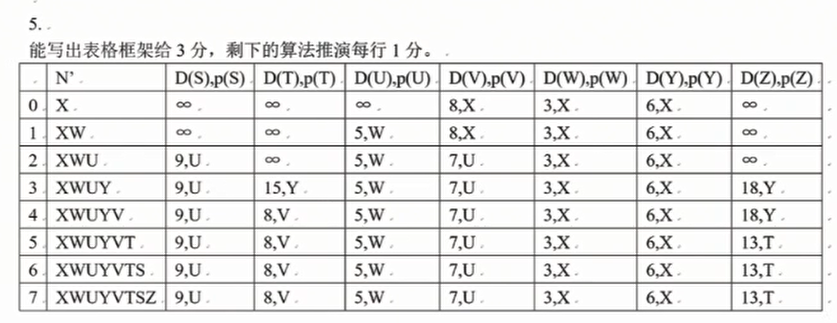 5.
能写出表格框架给 3 分，剩下的算法推演每行 1 分。
N' D(S),p(S) D(T),p(T) D(U),p(U) D(V),p(V) D(W),p(W) D(Y),p(Y) D(Z),p(Z)
0 X ∞ ∞ ∞ 8,X 3,X 6,X ∞
1 XW ∞ ∞ 5,W 8,X 3,X 6,X ∞
2 XWU 9,U ∞ 5,W 7,U 3,X 6,X ∞
3 XWUY 9,U 15,Y 5,W 7,U 3,X 6,X 18,Y
4 XWUYV 9,U 8,V 5,W 7,U 3,X 6,X 18,Y
5 XWUYVT 9,U 8,V 5,W 7,U 3,X 6,X 13,T
6 XWUYVTS 9,U 8,V 5,W 7,U 3,X 6,X 13,T
7 XWUYVTSZ 9,U 8,V 5,W 7,U 3,X 6,X 13,T